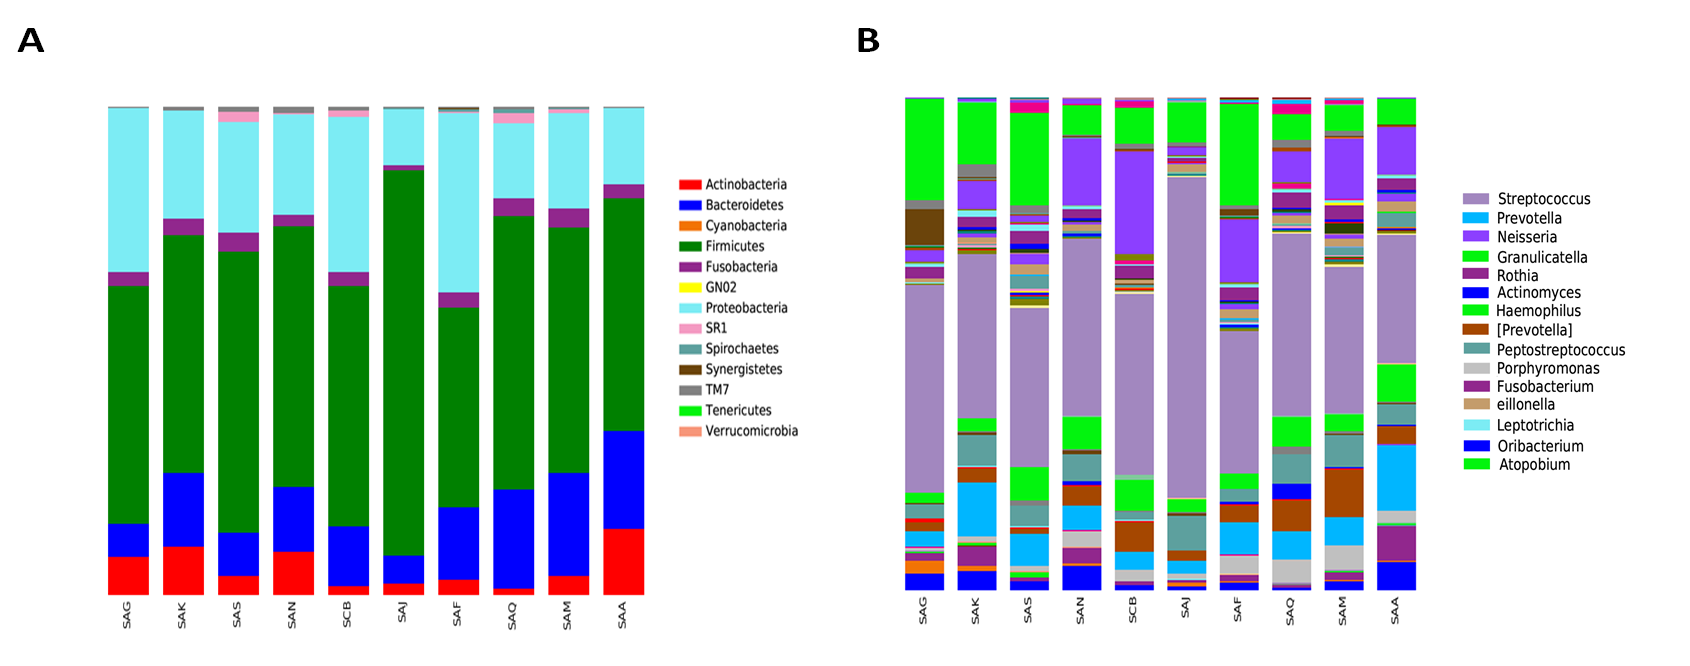 A
B
Actinobacteria
Bacteroidetes
Cyanobacteria
Firmicutes
Fusobacteria
GN02
Proteobacteria
SR1
Spirochaetes
Synergistetes
TM7
Tenericutes
Verrucomicrobia
SAG
SAK
SAS
SAN
SCB
SAJ
SAF
SAQ
SAM
SAA
Streptococcus
Prevotella
Neisseria
Granulicatella
Rothia
Actinomyces
Haemophilus
[Prevotella]
Peptostreptococcus
Porphyromonas
Fusobacterium
eillonella
Leptotrichia
Oribacterium
Atopobium
SAG
SAK
SAS
SAN
SCB
SAJ
SAF
SAQ
SAM
SAA